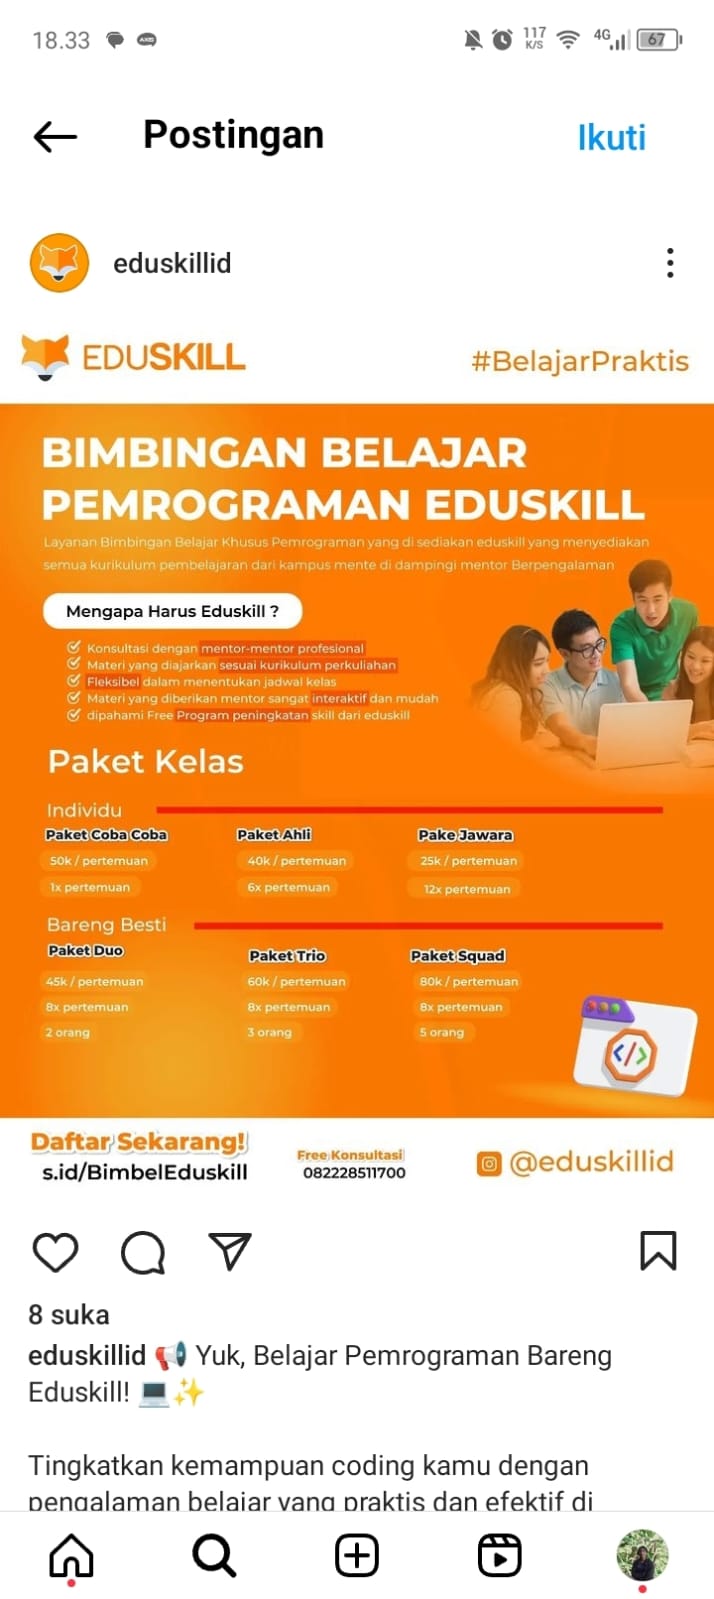 18.33
117
K/S
4G
67
Postingan
Ikuti
eduskillid
EDUSKILL
#BelajarPraktis
BIMBINGAN BELAJAR
PEMROGRAMAN EDUSKILL
Layanan Bimbingan Belajar Khusus Pemrograman yang di sediakan eduskill yang menyediakan
semua kurikulum pembelajaran dari kampus mente di dampingi mentor Berpengalaman
Mengapa Harus Eduskill ?
Konsultasi dengan mentor-mentor profesional
Materi yang diajarkan sesuai kurikulum perkuliahan
Fleksibel dalam menentukan jadwal kelas
Materi yang diberikan mentor sangat interaktif dan mudah
dipahami Free Program peningkatan skill dari eduskill
Paket Kelas
Individu
Paket Coba Coba
50k / pertemuan
1x pertemuan
Paket Ahli
40k / pertemuan
6x pertemuan
Pake Jawara
25k / pertemuan
12x pertemuan
Bareng Besti
Paket Duo
45k / pertemuan
8x pertemuan
2 orang
Paket Trio
60k / pertemuan
8x pertemuan
3 orang
Paket Squad
80k / pertemuan
8x pertemuan
5 orang
</>
Daftar Sekarang!
s.id/BimbelEduskill
Free Konsultasi
082228511700
@eduskillid
8 suka
eduskillid 📢 Yuk, Belajar Pemrograman Bareng
Eduskill! 💻✨
Tingkatkan kemampuan coding kamu dengan
pengalaman belajar yang praktis dan efektif di